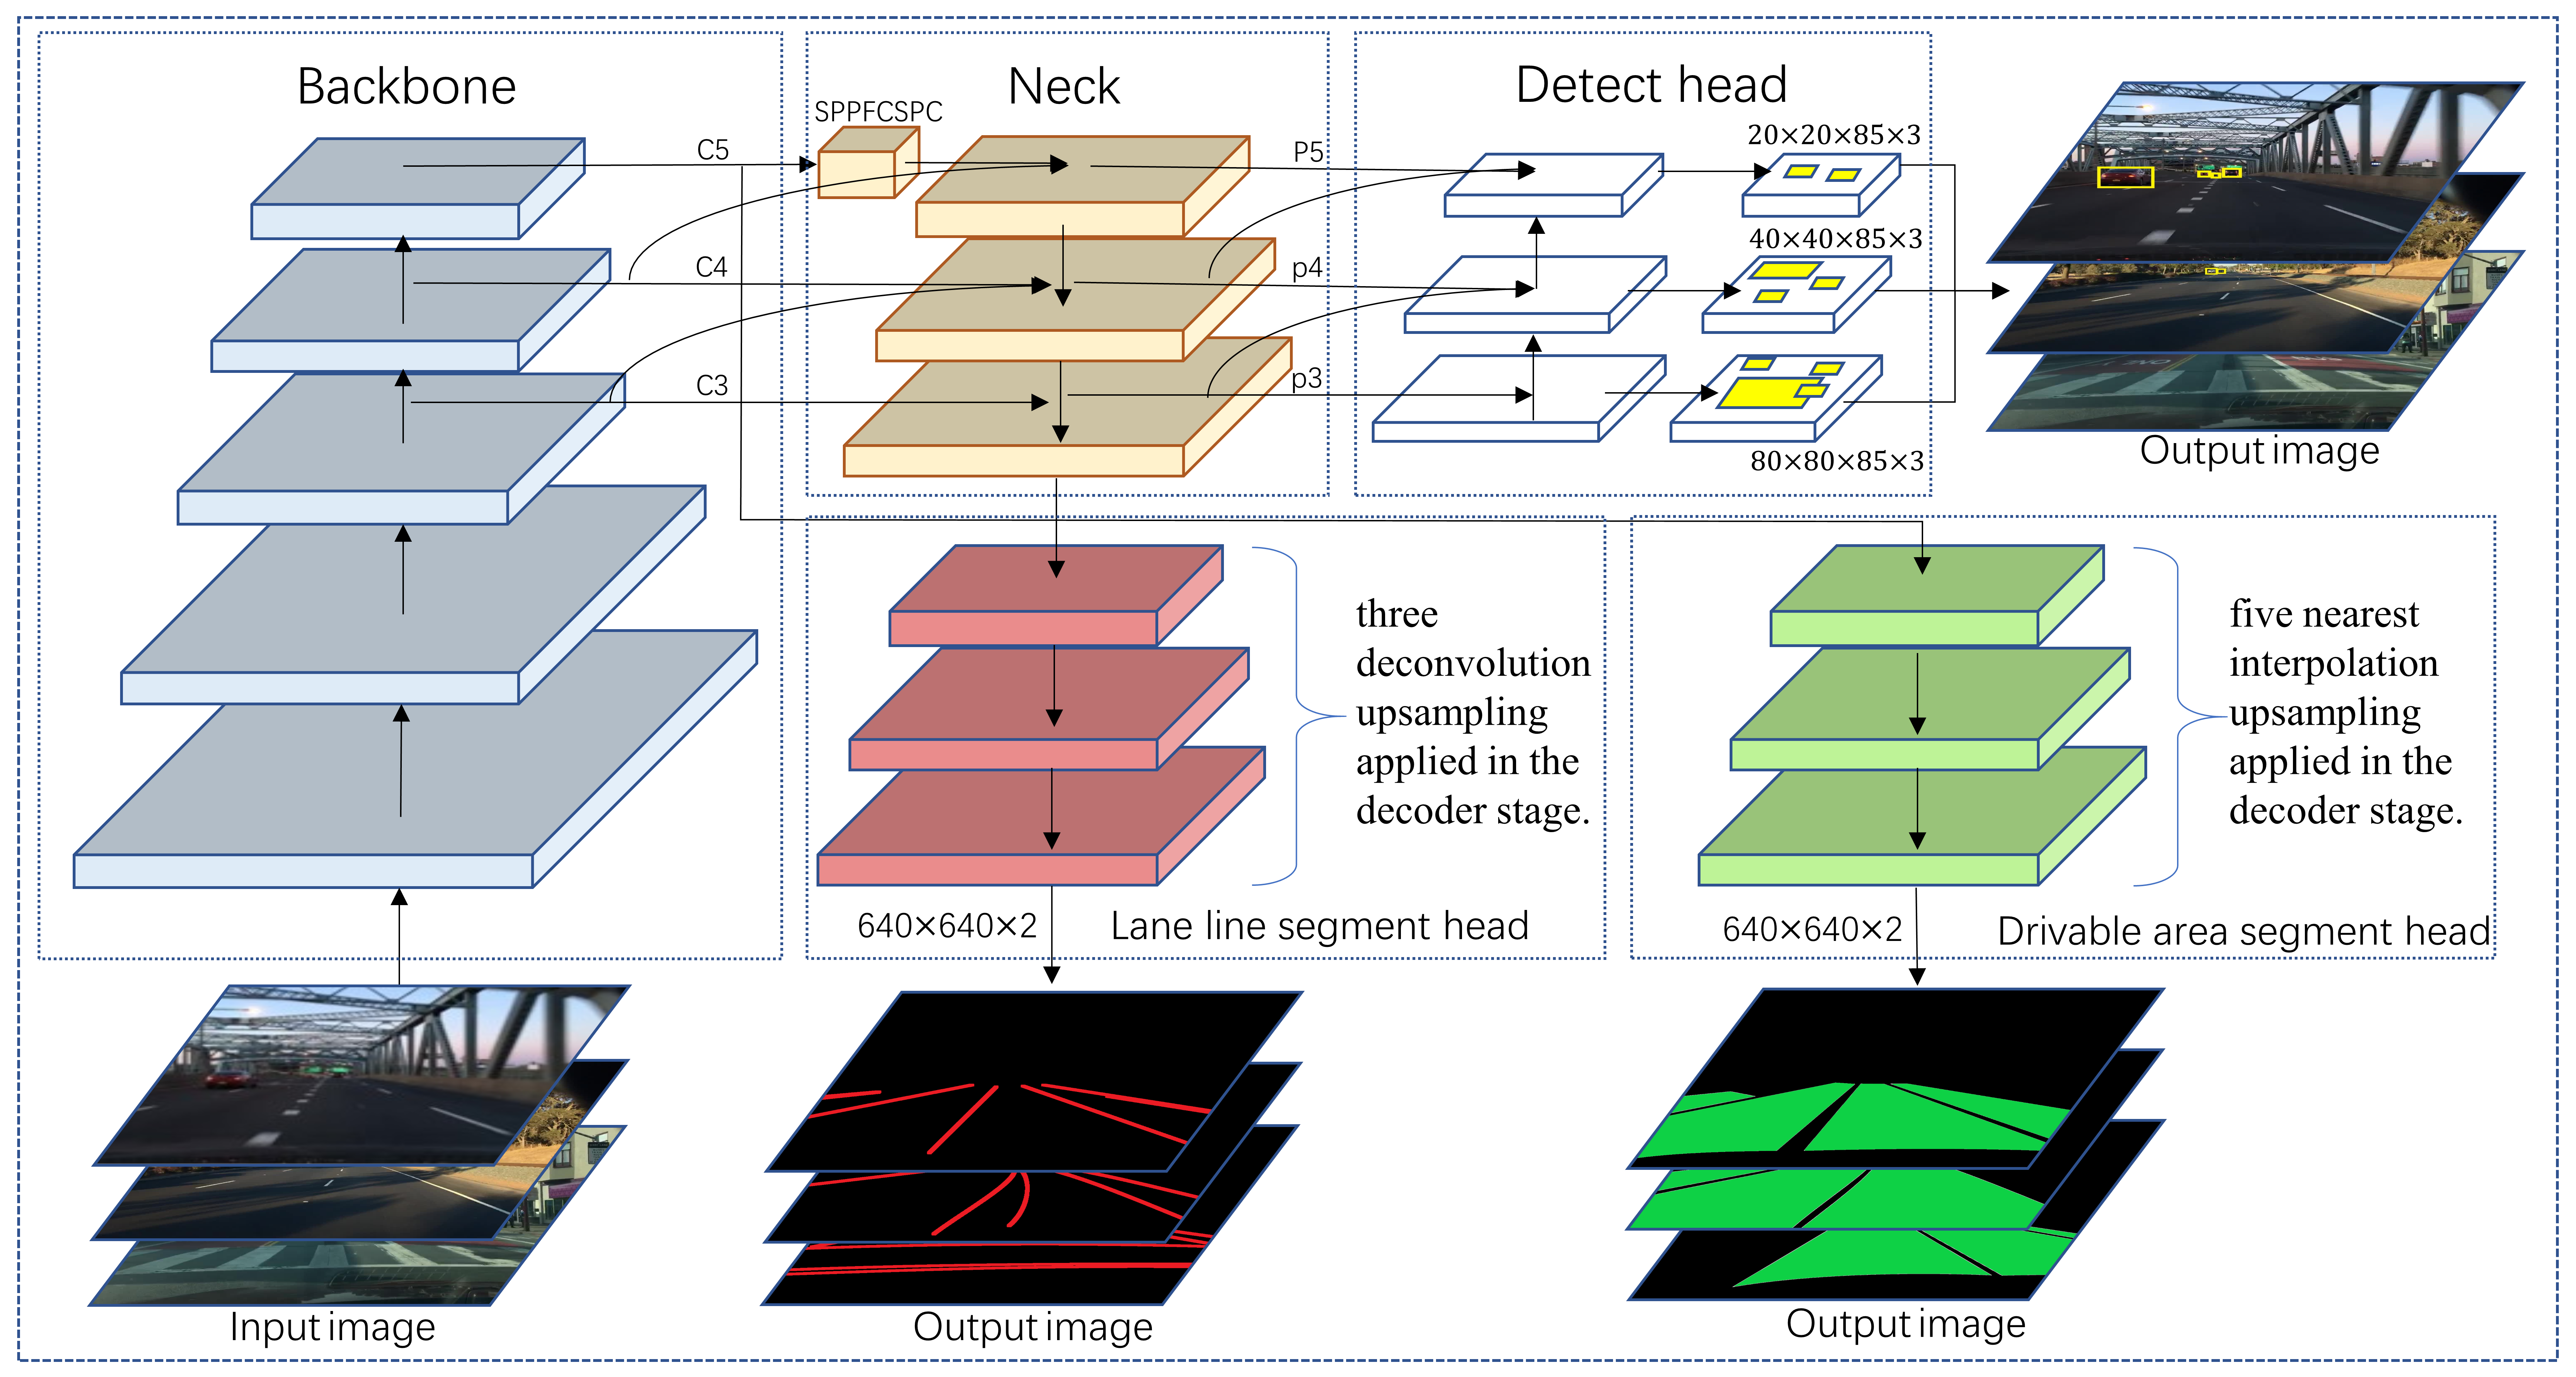 Backbone
Neck
Detect head
SPPFCSPC
C5
P5
20×20×85×3
C4
p4
40×40×85×3
C3
p3
80×80×85×3
Output image
three
deconvolution
upsampling
applied in the
decoder stage.
five nearest
interpolation
upsampling
applied in the
decoder stage.
640×640×2
Lane line segment head
640×640×2
Drivable area segment head
Input image
Output image
Output image